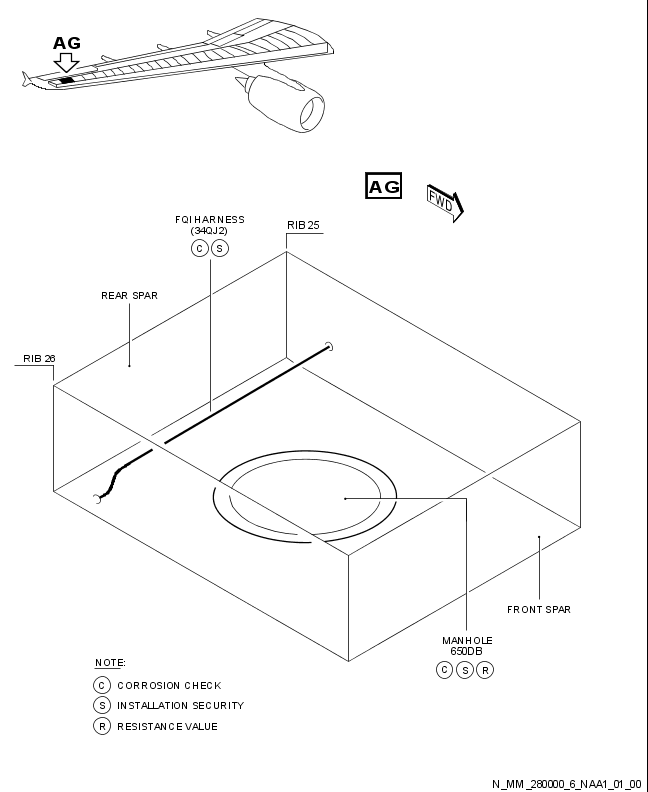 AG
AG
FWD
FQI HARNESS
(34QJ2)
C S
RIB 25
REAR SPAR
RIB 26
FRONT SPAR
MANHOLE
650DB
C S R
NOTE:
C CORROSION CHECK
S INSTALLATION SECURITY
R RESISTANCE VALUE
N_MM_280000_6_NAA1_01_00